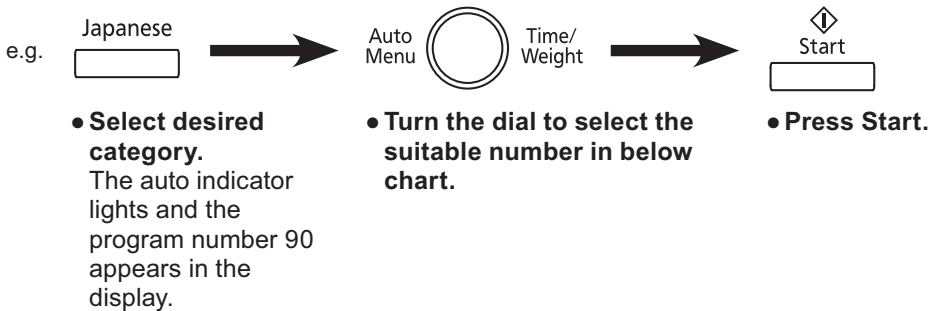 e.g.
Japanese
Auto
Menu
Time/
Weight
Start
● Select desired
category.
The auto indicator
lights and the
program number 90
appears in the
display.
● Turn the dial to select the
suitable number in below
chart.
● Press Start.